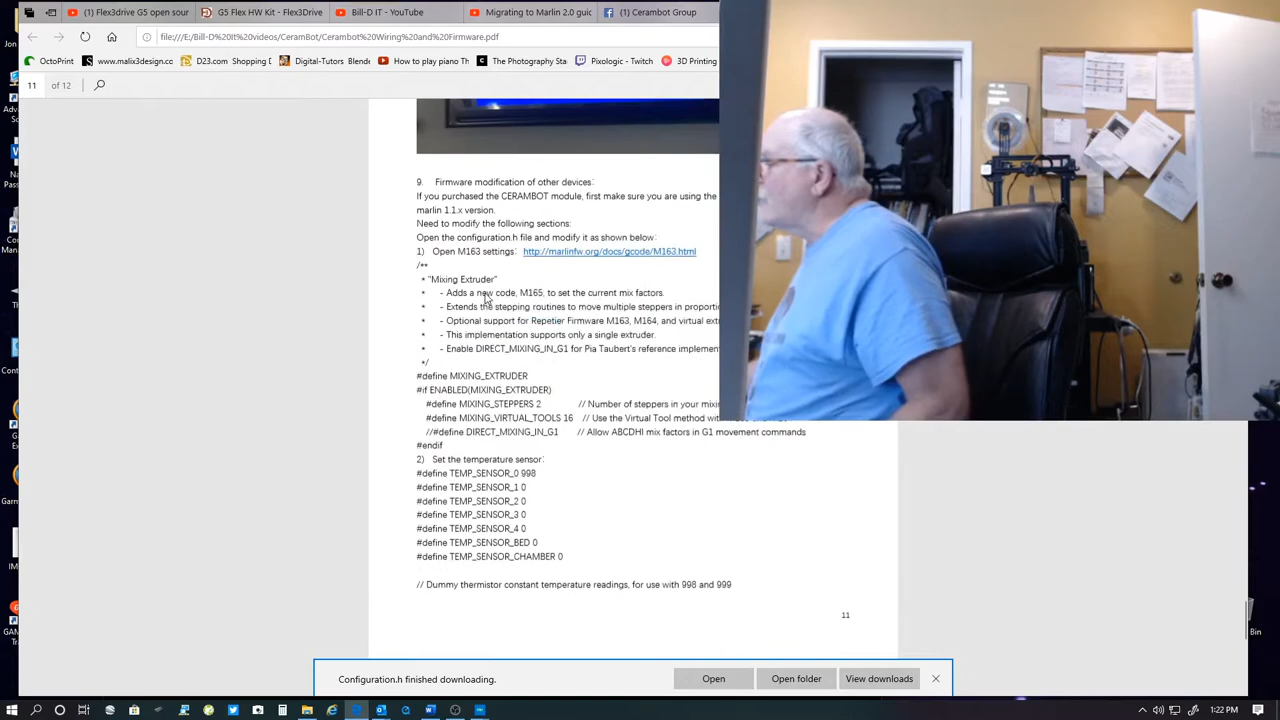 (1) Flex3drive G5 open sour
G5 Flex HW Kit - Flex3Drive
Bill-D IT - YouTube
Migrating to Marlin 2.0 guid
(1) Cerambot Group
file:///E:/Bill-D%20It%20videos/CeramBot/Cerambot%20Wiring%20and%20Firmware.pdf
OctoPrint
www.malix3design.cc
Shopping D
D23.com
Digital-Tutors
Blender
How to play piano Th
The Photography Sta
Pixologic - Twitch
3D Printing
11 of 12
9. Firmware modification of other devices:
If you purchased the CERAMBOT module, first make sure you are using the
marlin 1.1.x version.
Need to modify the following sections:
Open the configuration.h file and modify it as shown below:
1) Open M163 settings: http://marlinfw.org/docs/gcode/M163.html
/**
* "Mixing Extruder"
* - Adds a new code, M165, to set the current mix factors.
* - Extends the stepping routines to move multiple steppers in proportic
* - Optional support for Repetier Firmware M163, M164, and virtual extr
* - This implementation supports only a single extruder.
* - Enable DIRECT_MIXING_IN_G1 for Pia Taubert's reference implement
*/
#define MIXING_EXTRUDER
#if ENABLED(MIXING_EXTRUDER)
#define MIXING_STEPPERS 2 // Number of steppers in your mixin
#define MIXING_VIRTUAL_TOOLS 16 // Use the Virtual Tool method with
//#define DIRECT_MIXING_IN_G1 // Allow ABCDHI mix factors in G1 movement commands
#endif
2) Set the temperature sensor:
#define TEMP_SENSOR_0 998
#define TEMP_SENSOR_1 0
#define TEMP_SENSOR_2 0
#define TEMP_SENSOR_3 0
#define TEMP_SENSOR_4 0
#define TEMP_SENSOR_BED 0
#define TEMP_SENSOR_CHAMBER 0
// Dummy thermistor constant temperature readings, for use with 998 and 999
11
Configuration.h finished downloading.
Open
Open folder
View downloads
Bin
1:22 PM